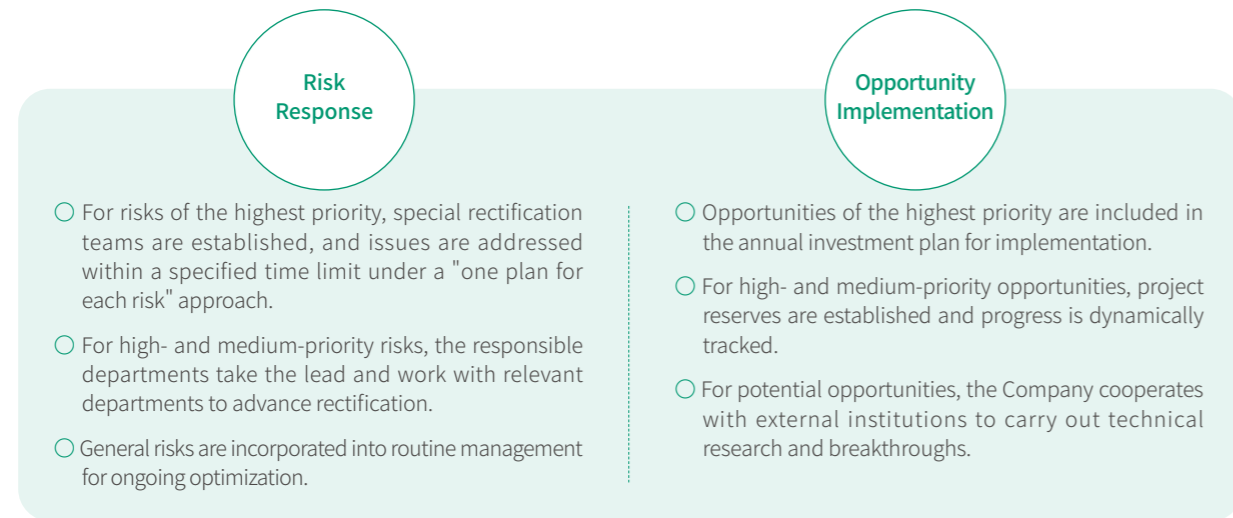 Risk
Response
○ For risks of the highest priority, special rectification
teams are established, and issues are addressed
within a specified time limit under a "one plan for
each risk" approach.
○ For high- and medium-priority risks, the responsible
departments take the lead and work with relevant
departments to advance rectification.
○ General risks are incorporated into routine management
for ongoing optimization.
Opportunity
Implementation
○ Opportunities of the highest priority are included in
the annual investment plan for implementation.
○ For high- and medium-priority opportunities, project
reserves are established and progress is dynamically
tracked.
○ For potential opportunities, the Company cooperates
with external institutions to carry out technical
research and breakthroughs.